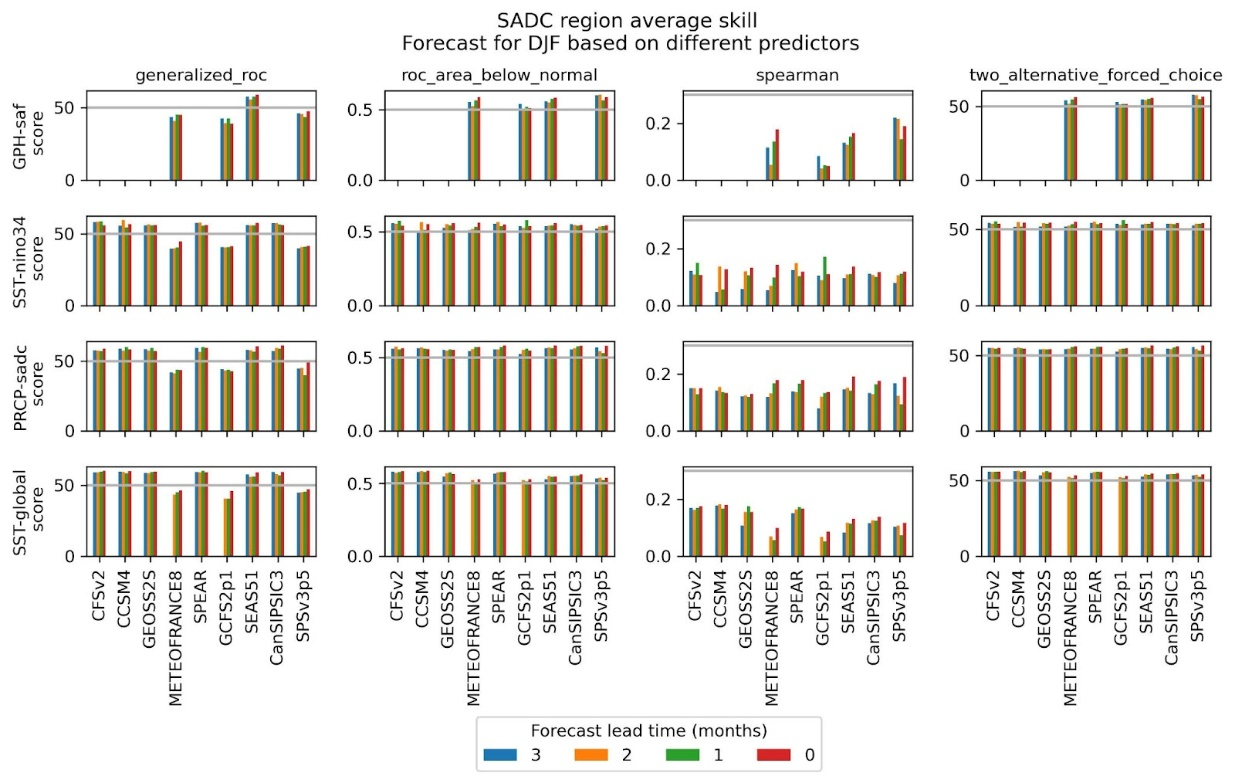 SADC region average skill
Forecast for DJF based on different predictors
generalized_roc roc_area_below_normal spearman two_alternative_forced_choice
GPH-saf score
50
0
0.5
0.0
0.2
0.0
50
0
SST-nino34 score
50
0
0.5
0.0
0.2
0.0
50
0
PRCP-sadc score
50
0
0.5
0.0
0.2
0.0
50
0
SST-global score
50
0
0.5
0.0
0.2
0.0
50
0
CFSv2 CCSM4 GEOSS2S METEOFRANCE8 SPEAR GCFS2p1 SEAS51 CanSIPSIC3 SPSv3p5
CFSv2 CCSM4 GEOSS2S METEOFRANCE8 SPEAR GCFS2p1 SEAS51 CanSIPSIC3 SPSv3p5
CFSv2 CCSM4 GEOSS2S METEOFRANCE8 SPEAR GCFS2p1 SEAS51 CanSIPSIC3 SPSv3p5
CFSv2 CCSM4 GEOSS2S METEOFRANCE8 SPEAR GCFS2p1 SEAS51 CanSIPSIC3 SPSv3p5
Forecast lead time (months)
3 2 1 0